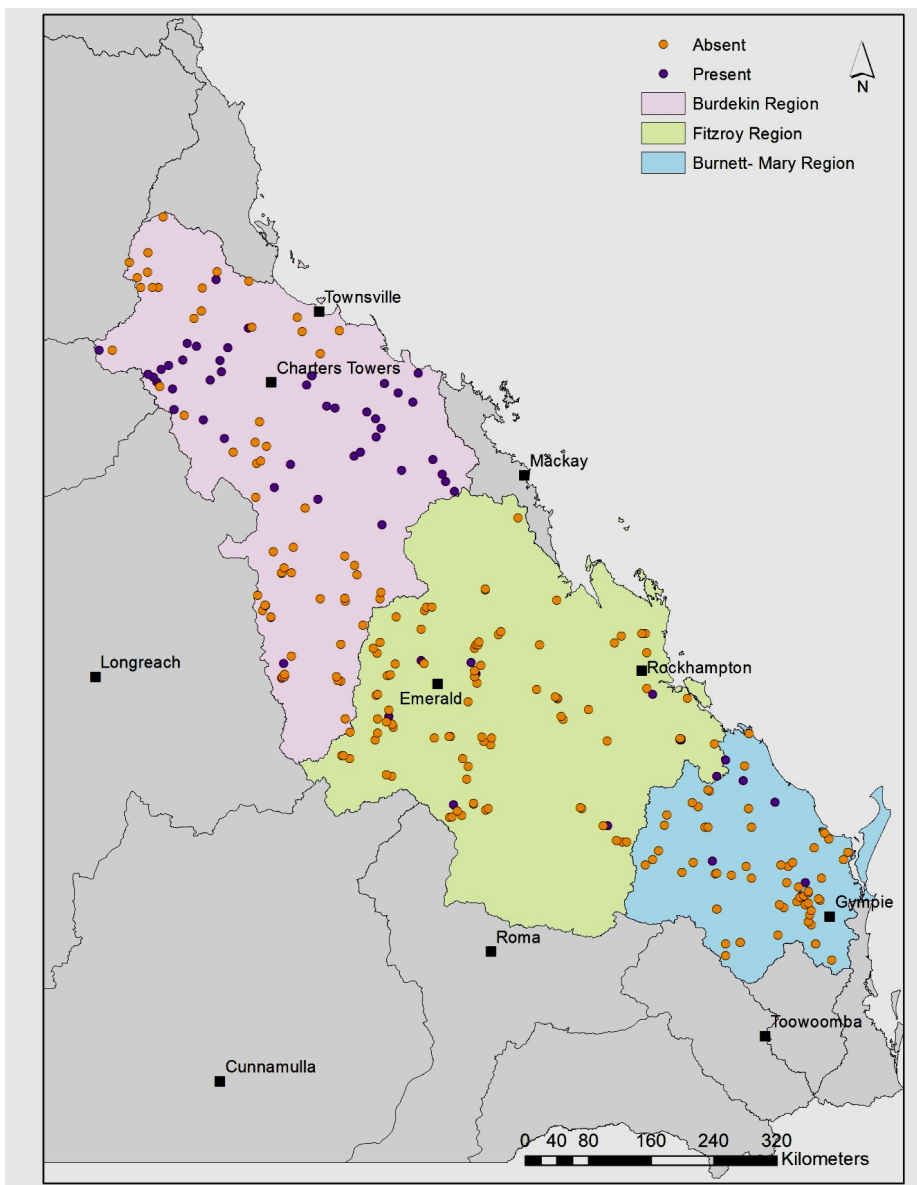 Absent
Present
N
Burdekin Region
Fitzroy Region
Burnett- Mary Region
Townsville
Charters Towers
Mackay
Longreach
Rockhampton
Emerald
Gympie
Roma
Toowoomba
Cunnamulla
0 40 80 160 240 320
Kilometers